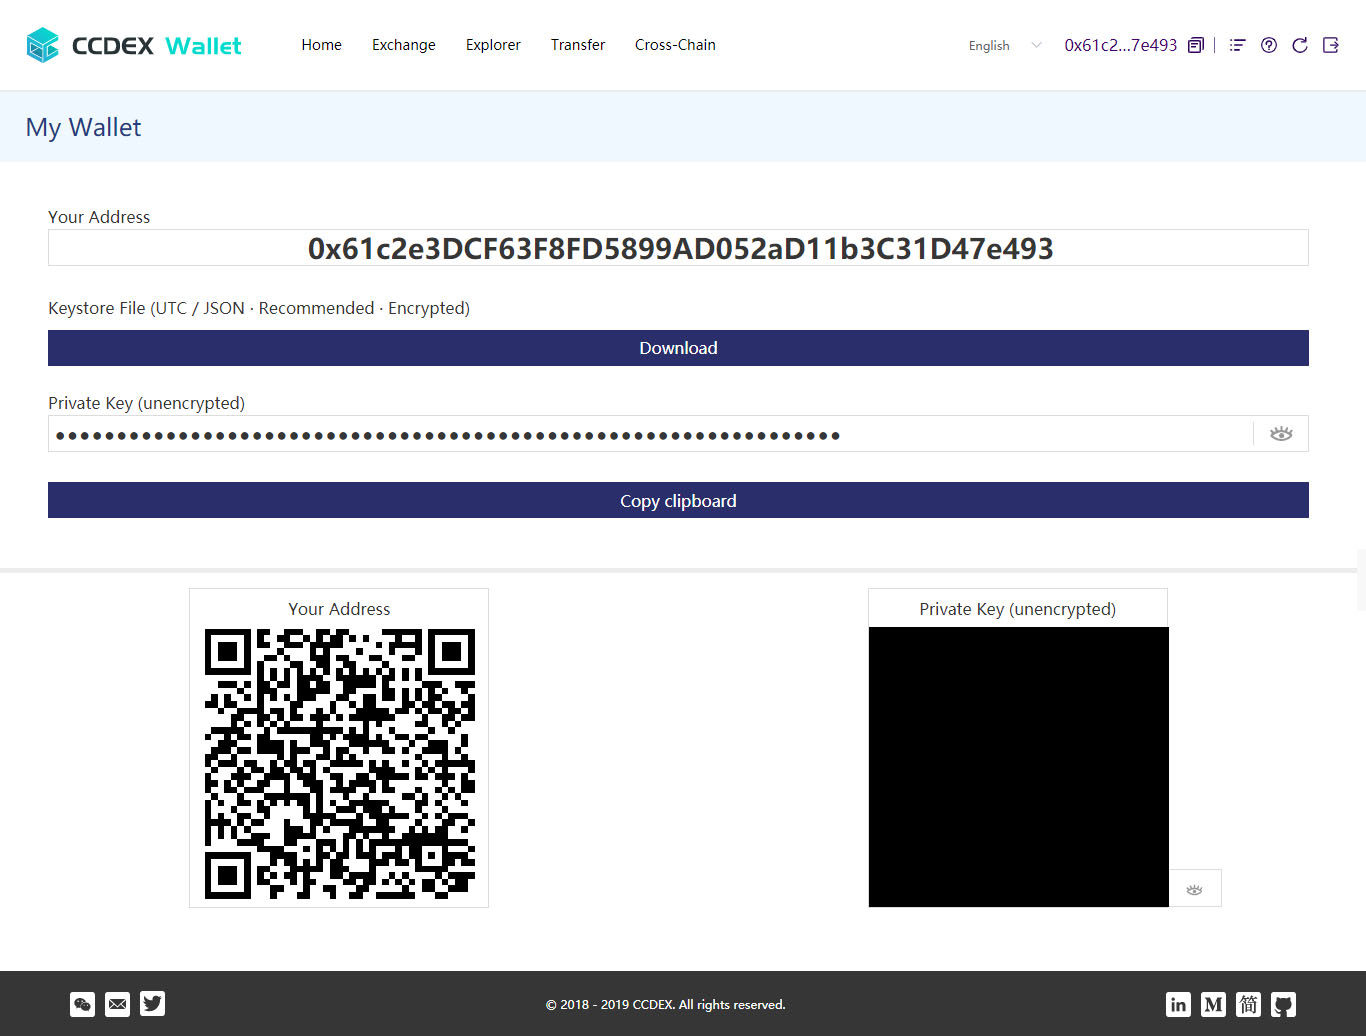 CCDEX Wallet
Home Exchange Explorer Transfer Cross-Chain
English
0x61c2...7e493
My Wallet
Your Address
0x61c2e3DCF63F8FD5899AD052aD11b3C31D47e493
Keystore File (UTC / JSON · Recommended · Encrypted)
Download
Private Key (unencrypted)
Copy clipboard
Your Address
Private Key (unencrypted)
© 2018 - 2019 CCDEX. All rights reserved.
in M 简